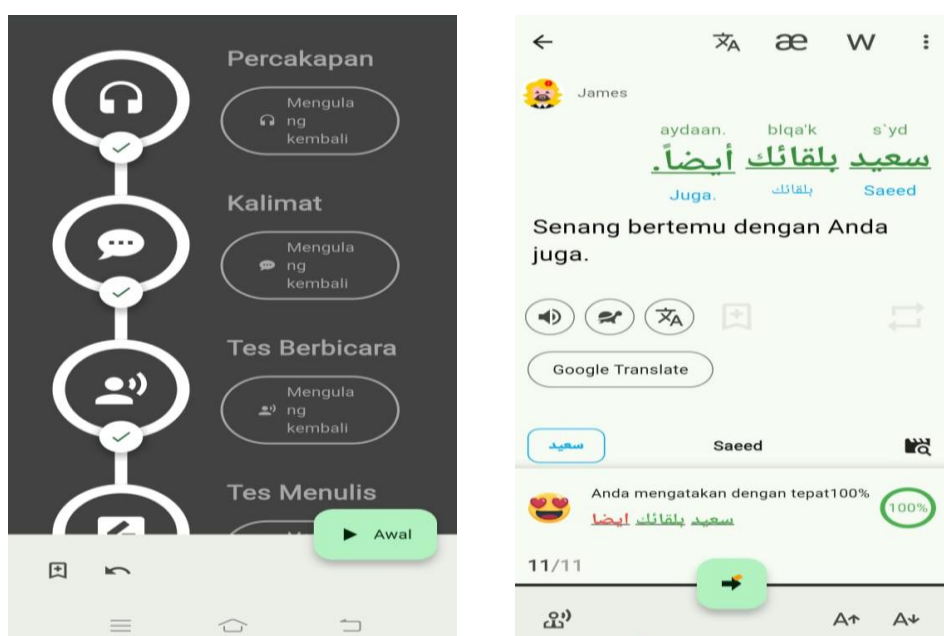 Percakapan
Mengula
ng
kembali
Kalimat
Mengula
ng
kembali
Tes Berbicara
Mengula
ng
kembali
Tes Menulis
Awal
æ W
James
aydaan. blqa'k s`yd
سعيد بلقائك أيضاً.
Juga. بلقائك Saeed
Senang bertemu dengan Anda
juga.
Google Translate
سعيد Saeed
Anda mengatakan dengan tepat100%
سعيد بلقائك ايضا
100%
11/11
A A